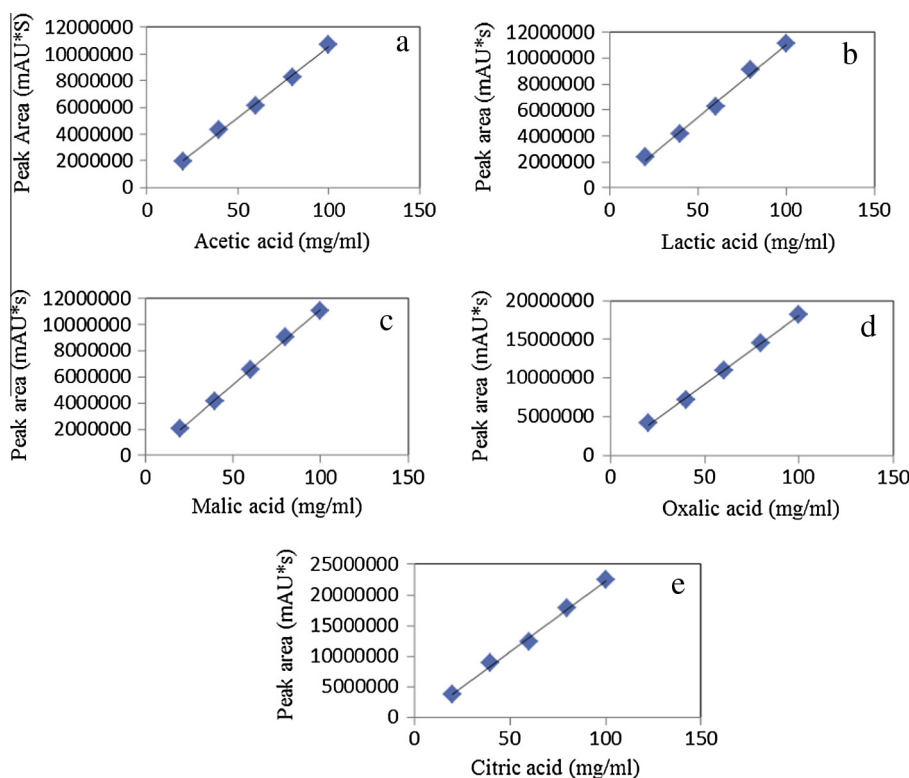 a
Peak Area (mAU*S)
12000000
10000000
8000000
6000000
4000000
2000000
0
0 50 100 150
Acetic acid (mg/ml)
b
Peak area (mAU*s)
12000000
10000000
8000000
6000000
4000000
2000000
0
0 50 100 150
Lactic acid (mg/ml)
c
Peak area (mAU*s)
12000000
10000000
8000000
6000000
4000000
2000000
0
0 50 100 150
Malic acid (mg/ml)
d
Peak area (mAU*s)
20000000
15000000
10000000
5000000
0
0 50 100 150
Oxalic acid (mg/ml)
e
Peak area (mAU*s)
25000000
20000000
15000000
10000000
5000000
0
0 50 100 150
Citric acid (mg/ml)